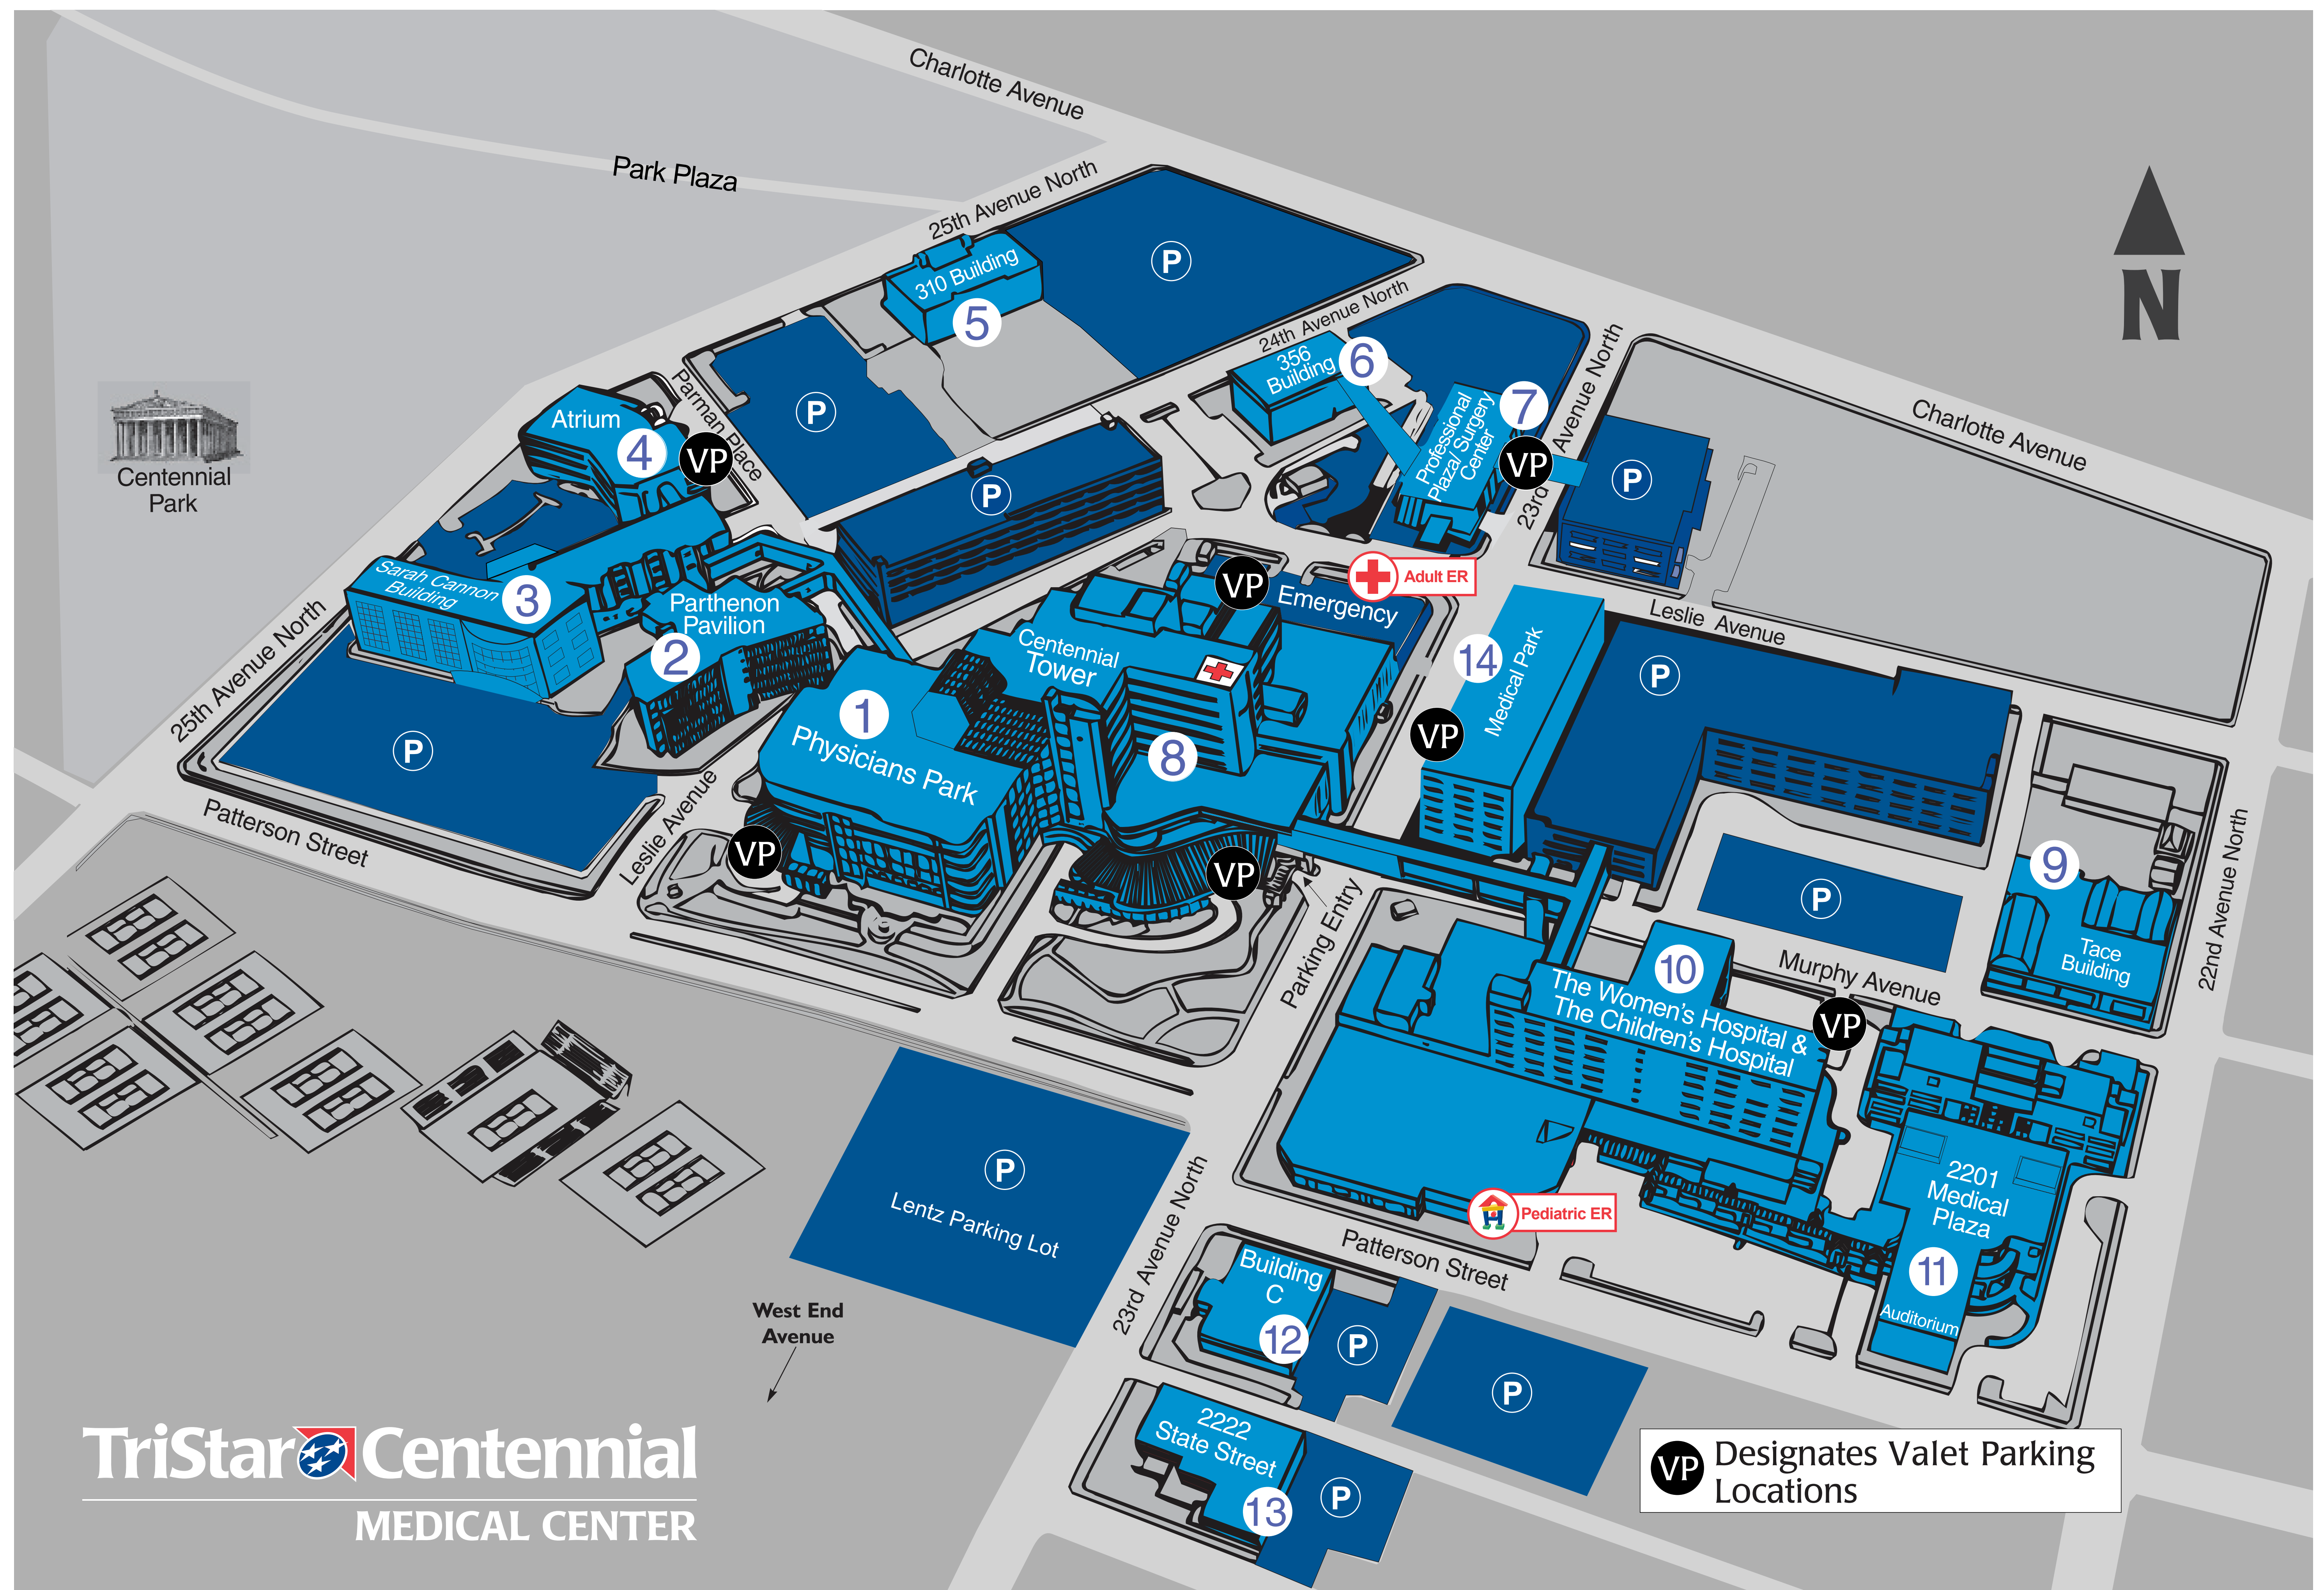 Charlotte Avenue
Park Plaza
25th Avenue North
P
310 Building
5
24th Avenue North
356
Building
6
7
Professional
Plaza/ Surgery
Center
VP
23rd Avenue North
P
Charlotte Avenue
N
Centennial
Park
Atrium
4
VP
Parman Place
P
P
Sarah Cannon
Building
3
Parthenon
Pavilion
2
25th Avenue North
P
Patterson Street
Leslie Avenue
1
Physicians Park
VP
Centennial
Tower
8
VP
VP
Emergency
Adult ER
14
Medical Park
VP
Leslie Avenue
P
P
9
Tace
Building
22nd Avenue North
Murphy Avenue
Parking Entry
10
The Women's Hospital &
The Children's Hospital
VP
2201
Medical
Plaza
11
Auditorium
H
Pediatric ER
Patterson Street
P
Lentz Parking Lot
23rd Avenue North
Building
C
12
P
P
2222
State Street
13
P
West End
Avenue
TriStar Centennial
MEDICAL CENTER
VP
Designates Valet Parking
Locations